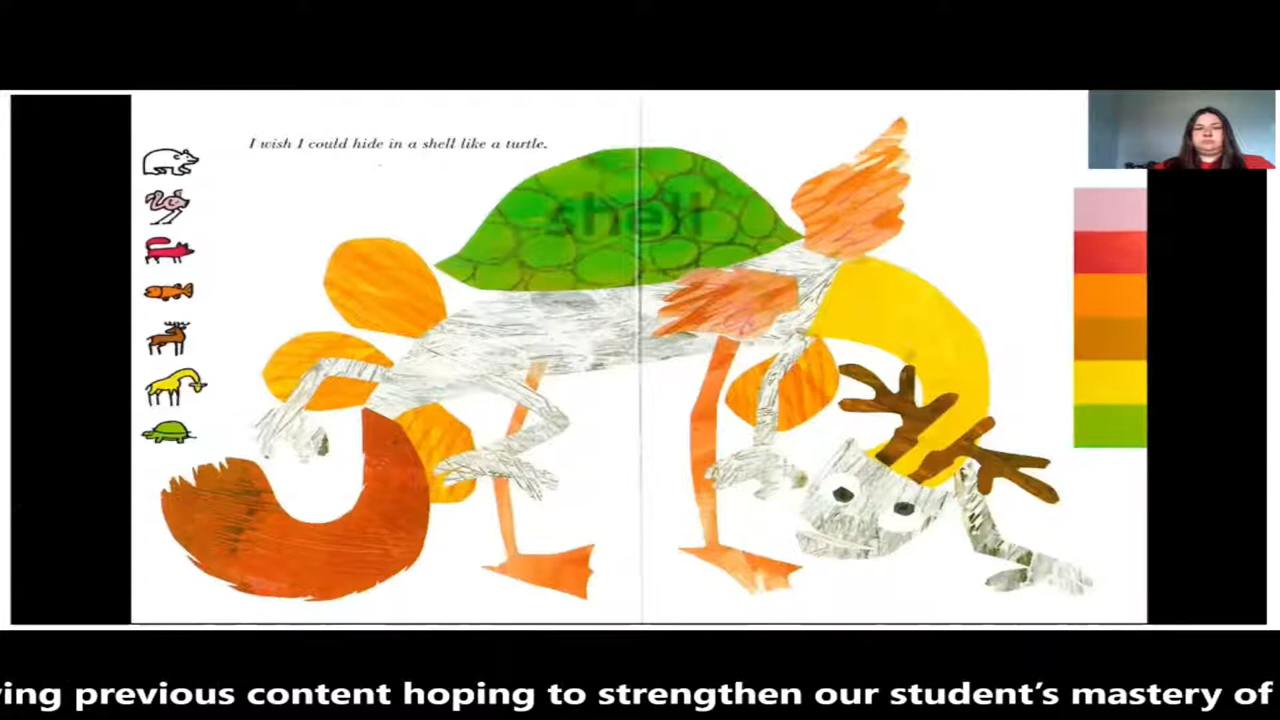 I wish I could hide in a shell like a turtle.
shell
ving previous content hoping to strengthen our student’s mastery of